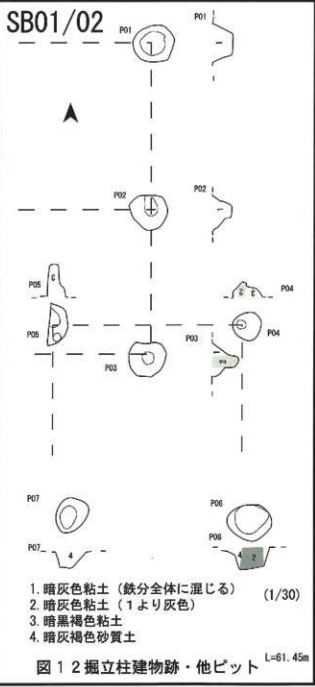 SB01/02
P01
P01
P02
P02
P05
3
2 3
P04
P05
P04
P03
P03
2
P07
P06
P07
4
P06
4 2
1. 暗灰色粘土（鉄分全体に混じる）
2. 暗灰色粘土（１より灰色）
3. 暗黒褐色粘土
4. 暗灰褐色砂質土
(1/30)
L=61.45m
図１２掘立柱建物跡・他ピット